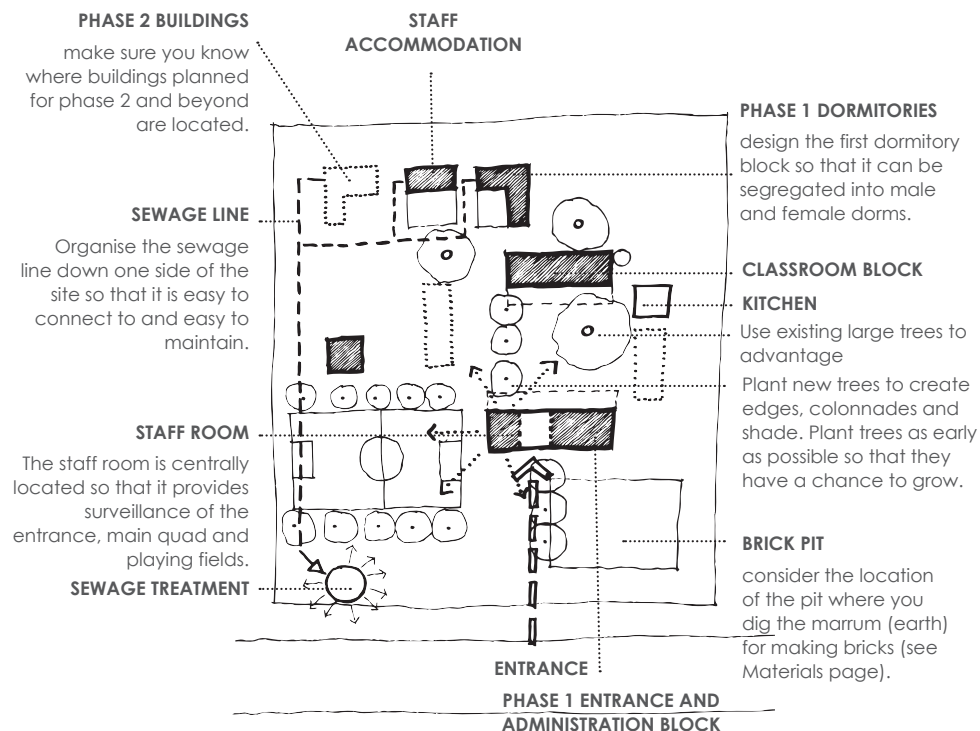 PHASE 2 BUILDINGS
make sure you know
where buildings planned
for phase 2 and beyond
are located.
STAFF
ACCOMMODATION
SEWAGE LINE
Organise the sewage
line down one side of the
site so that it is easy to
connect to and easy to
maintain.
STAFF ROOM
The staff room is centrally
located so that it provides
surveillance of the
entrance, main quad and
playing fields.
SEWAGE TREATMENT
PHASE 1 DORMITORIES
design the first dormitory
block so that it can be
segregated into male
and female dorms.
CLASSROOM BLOCK
KITCHEN
Use existing large trees to
advantage
Plant new trees to create
edges, colonnades and
shade. Plant trees as early
as possible so that they
have a chance to grow.
BRICK PIT
consider the location
of the pit where you
dig the marrum (earth)
for making bricks (see
Materials page).
ENTRANCE
PHASE 1 ENTRANCE AND
ADMINISTRATION BLOCK